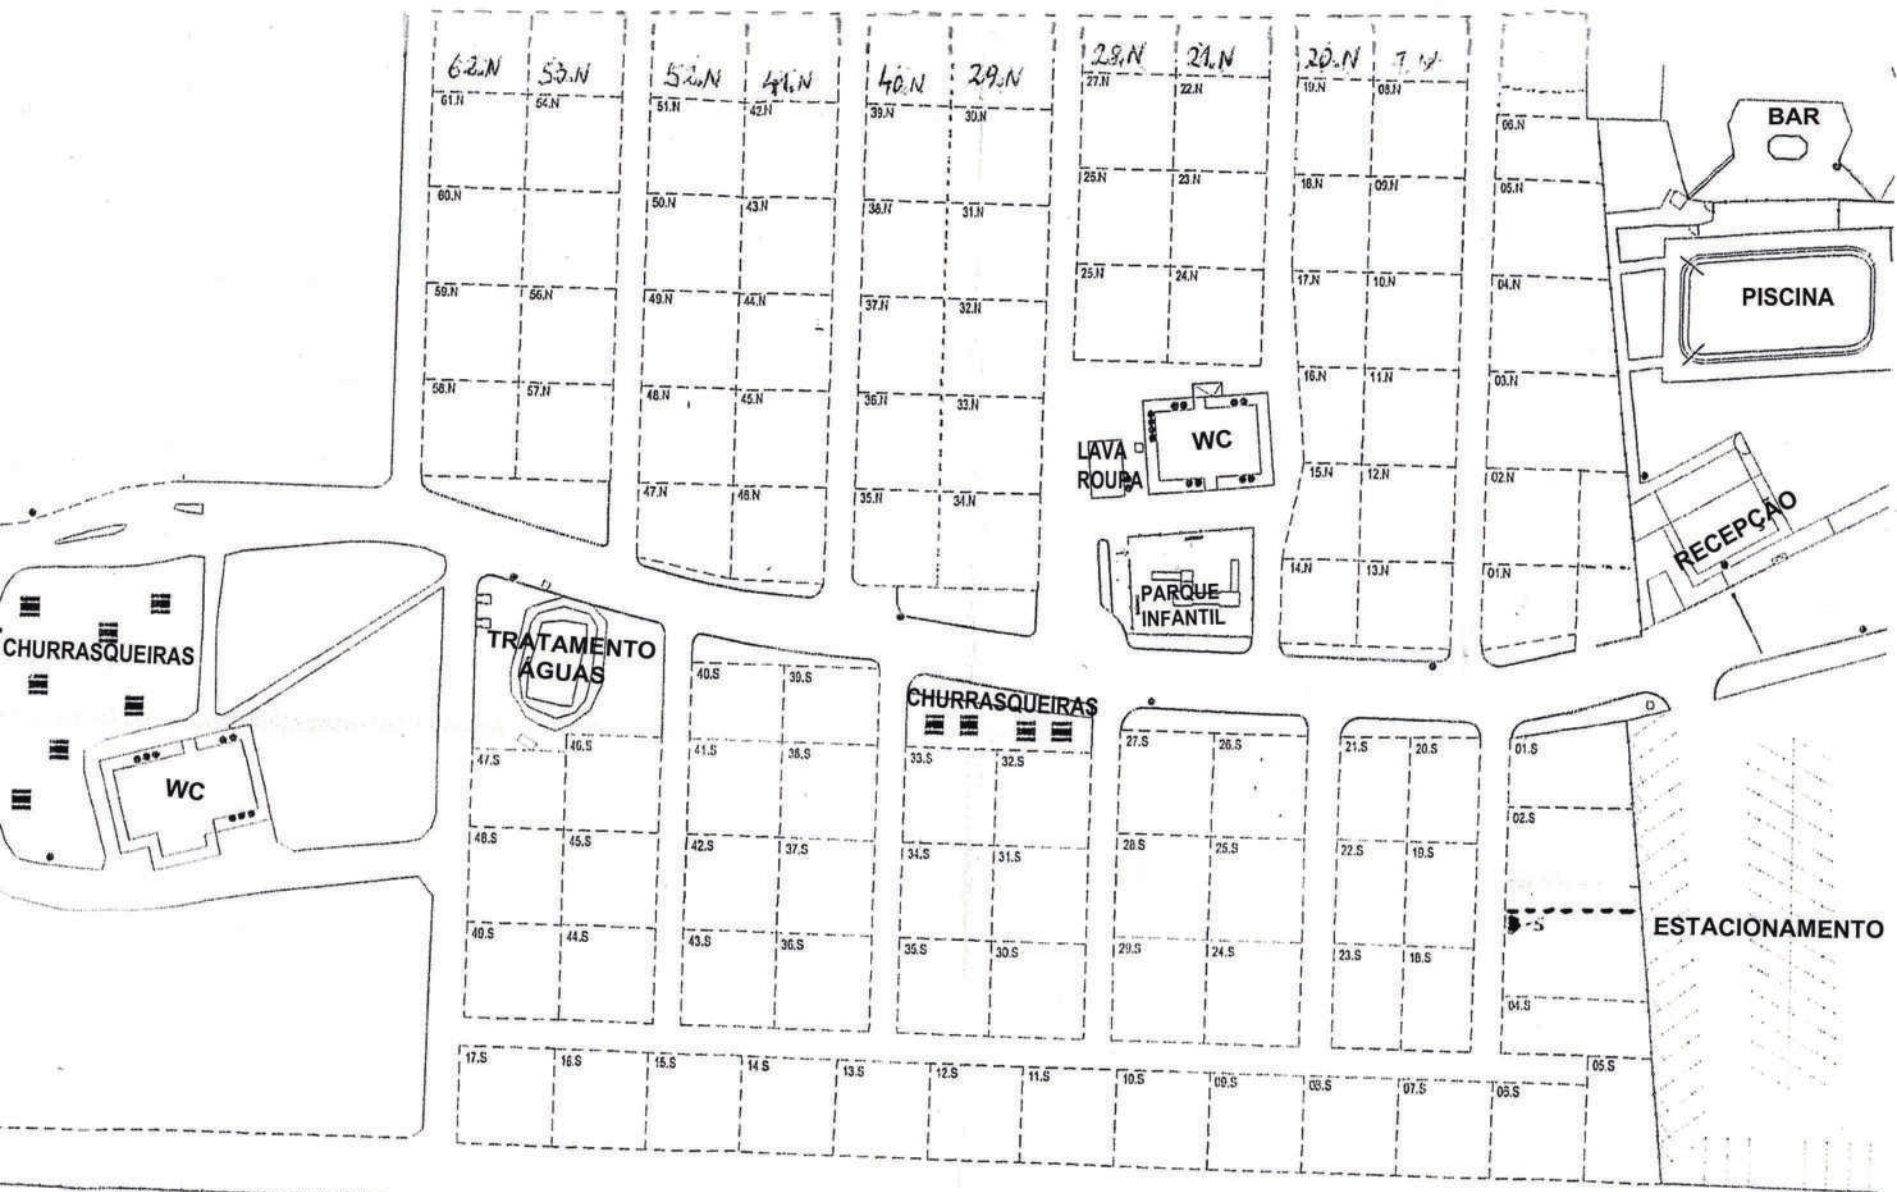 62.N 53.N 52.N 41.N 40.N 29.N 28.N 21.N 20.N
61.N 54.N 51.N 42.N 39.N 30.N 27.N 22.N 19.N 08.N 06.N
BAR
60.N 50.N 43.N 38.N 31.N 26.N 23.N 18.N 09.N 05.N
59.N 56.N 49.N 44.N 37.N 32.N 25.N 24.N 17.N 10.N 04.N
PISCINA
58.N 57.N 48.N 45.N 36.N 33.N 16.N 11.N 03.N
LAVA
ROUPA
WC
47.N 46.N 35.N 34.N 15.N 12.N 02.N
RECEPÇÃO
14.N 13.N 01.N
PARQUE
INFANTIL
CHURRASQUEIRAS
TRATAMENTO
ÁGUAS
40.S 39.S
CHURRASQUEIRAS
47.S 46.S 41.S 38.S 33.S 32.S 27.S 26.S 21.S 20.S 01.S
WC
48.S 45.S 42.S 37.S 34.S 31.S 28.S 25.S 22.S 19.S 02.S
49.S 44.S 43.S 36.S 35.S 30.S 29.S 24.S 23.S 18.S -S
ESTACIONAMENTO
04.S
17.S 16.S 15.S 14 S 13.S 12.S 11.S 10.S 09.S 08.S 07.S 06.S 05.S